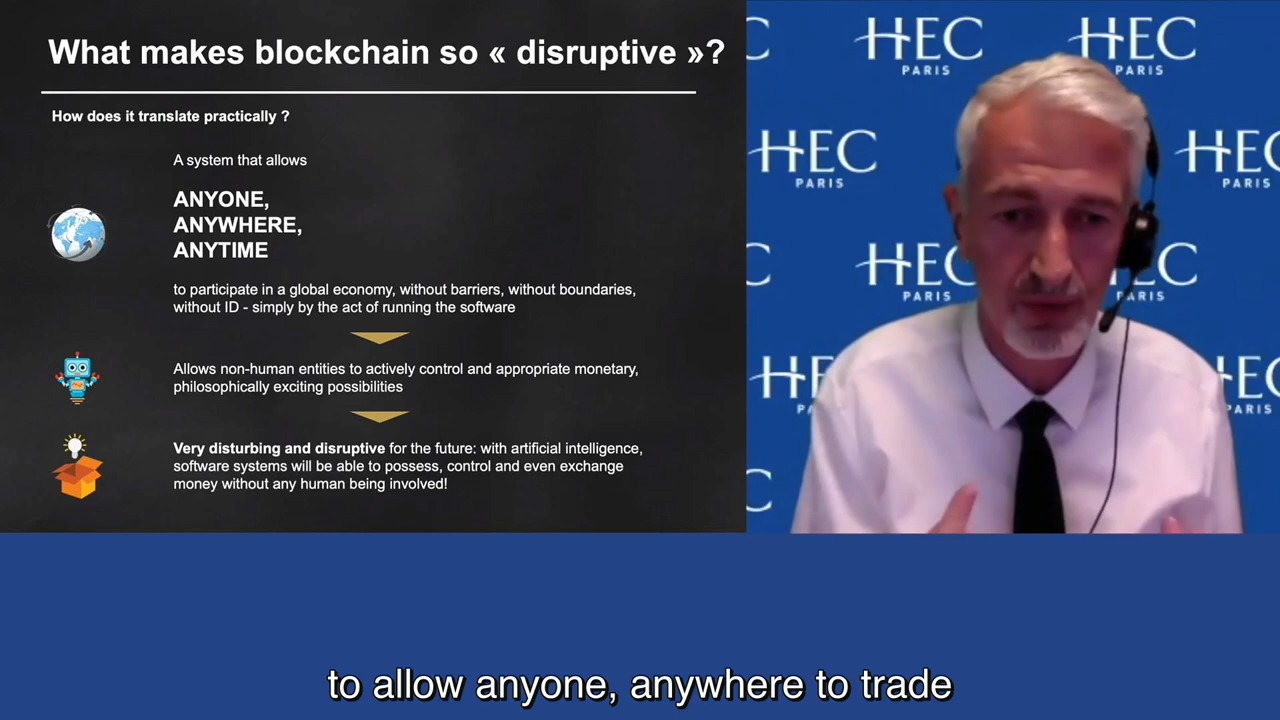 What makes blockchain so « disruptive »?
How does it translate practically ?
A system that allows
ANYONE,
ANYWHERE,
ANYTIME
to participate in a global economy, without barriers, without boundaries,
without ID - simply by the act of running the software
Allows non-human entities to actively control and appropriate monetary,
philosophically exciting possibilities
Very disturbing and disruptive for the future: with artificial intelligence,
software systems will be able to possess, control and even exchange
money without any human being involved!
HEC
PARIS
HEC
PARIS
HEC
PARIS
HEC
PARIS
HEC
PARIS
HEC
PARIS
to allow anyone, anywhere to trade